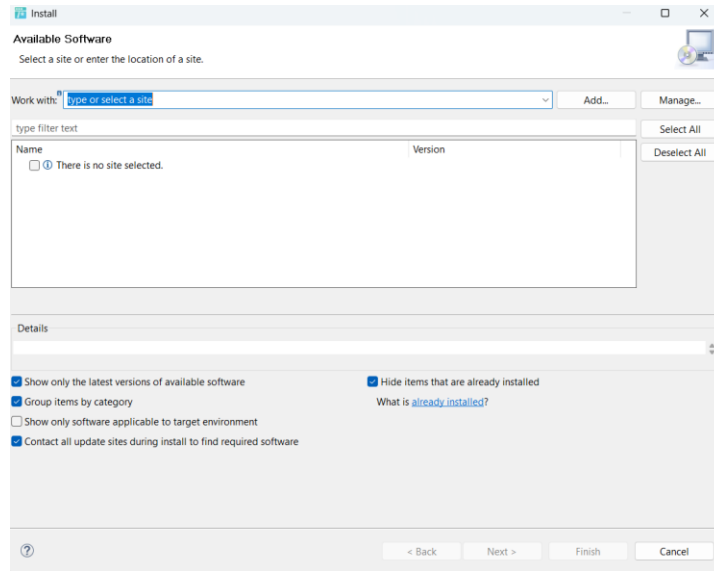 Install
Available Software
Select a site or enter the location of a site.
Work with: type or select a site Add... Manage...
type filter text Select All
Name Version Deselect All
There is no site selected.
Details
Show only the latest versions of available software Hide items that are already installed
Group items by category What is already installed?
Show only software applicable to target environment
Contact all update sites during install to find required software
< Back Next > Finish Cancel